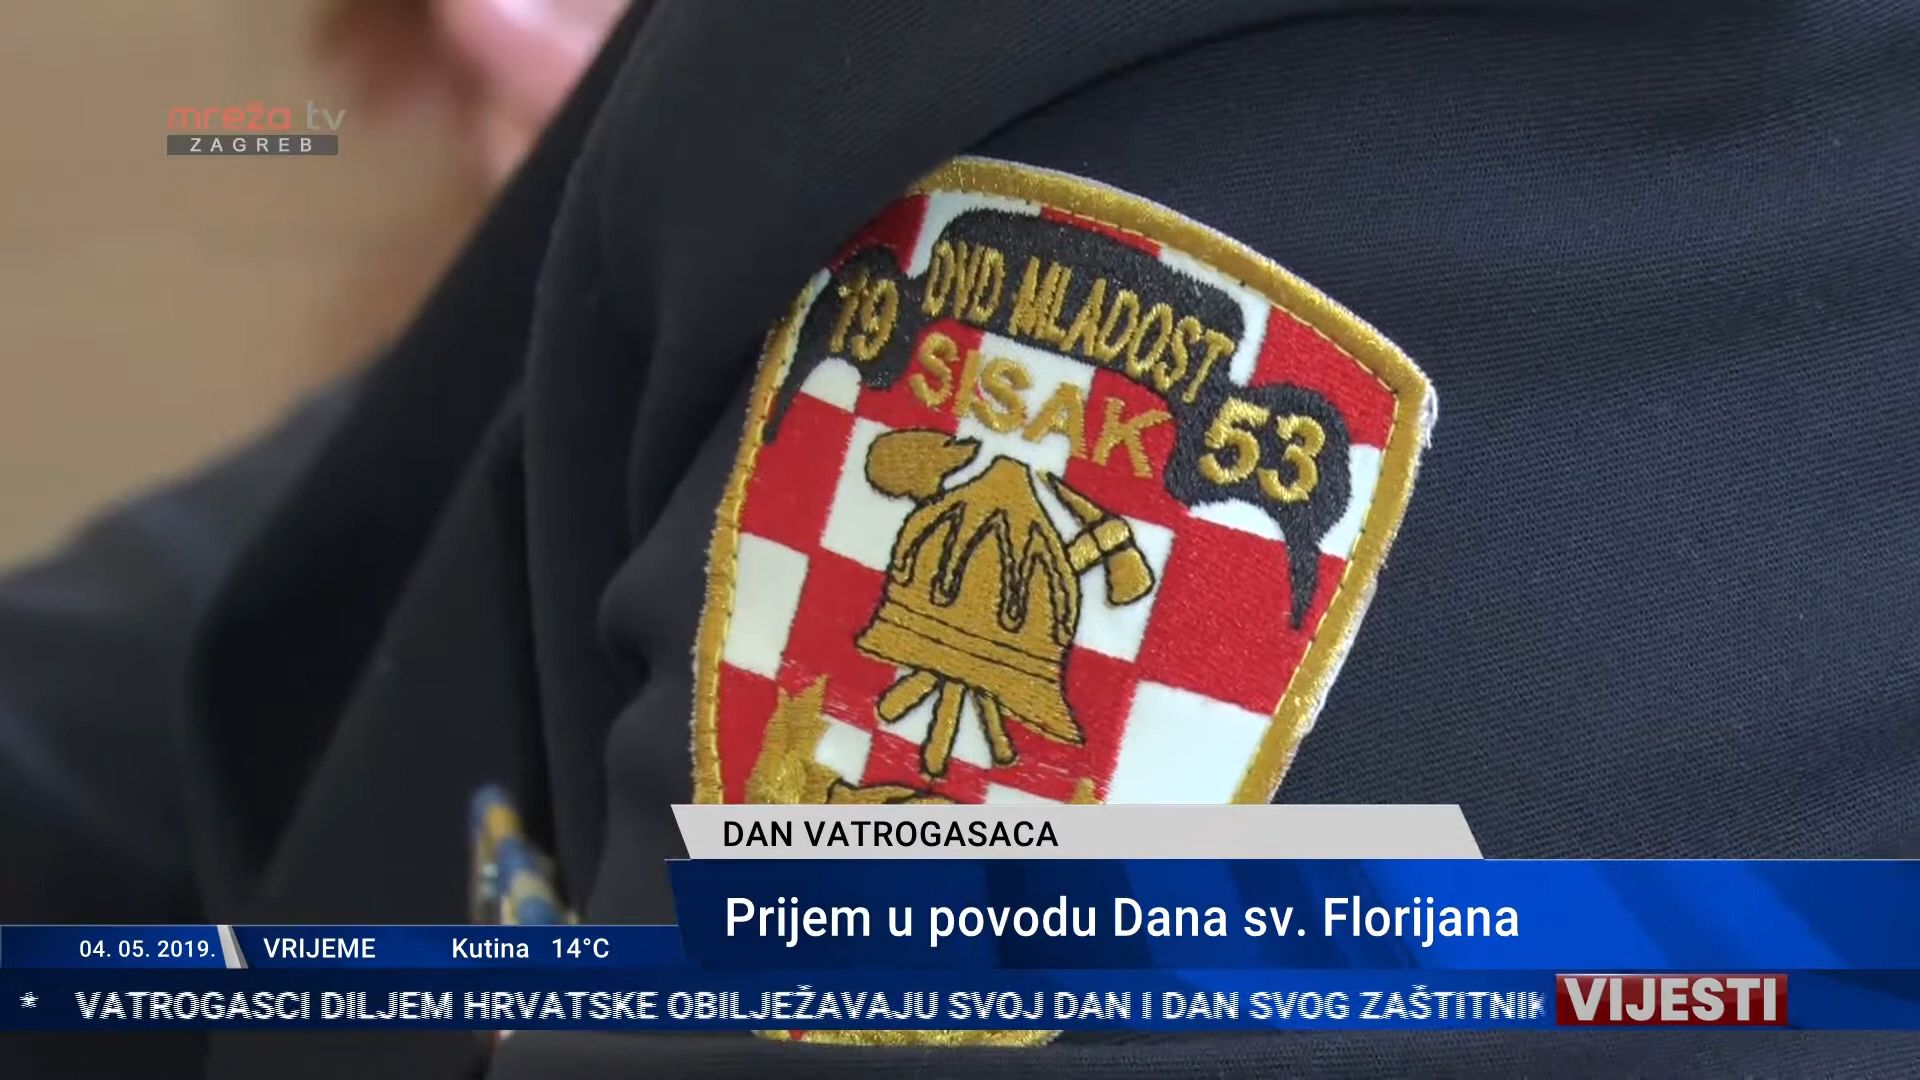 mreža tv
ZAGREB
DVD MLADOST
19 53
SISAK
DAN VATROGASACA
Prijem u povodu Dana sv. Florijana
04. 05. 2019. VRIJEME Kutina 14°C
* VATROGASCI DILJEM HRVATSKE OBILJEŽAVAJU SVOJ DAN I DAN SVOG ZAŠTITNIK
VIJESTI